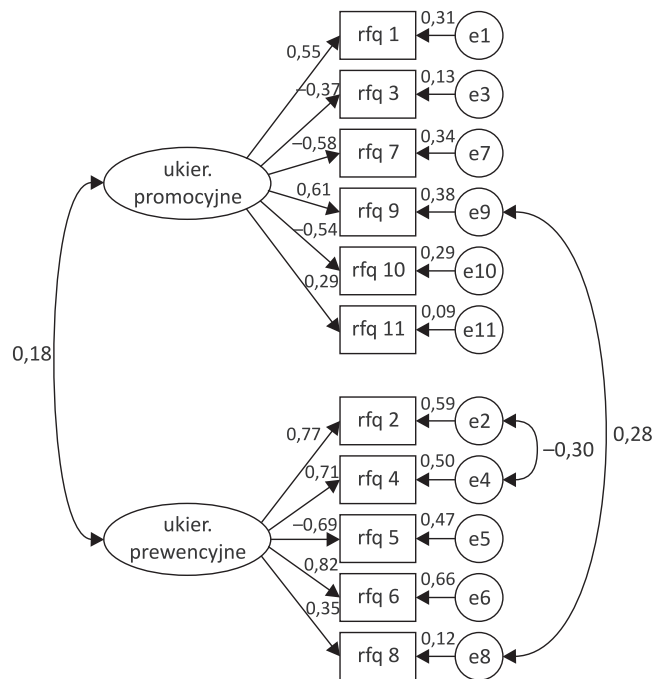 0,55
rfq 1
0,31
e1
−0,37
rfq 3
0,13
e3
−0,58
rfq 7
0,34
e7
ukier.
promocyjne
0,61
rfq 9
0,38
e9
−0,54
rfq 10
0,29
e10
0,29
rfq 11
0,09
e11
0,18
0,77
rfq 2
0,59
e2
−0,30
0,28
0,71
rfq 4
0,50
e4
ukier.
prewencyjne
−0,69
rfq 5
0,47
e5
0,82
rfq 6
0,66
e6
0,35
rfq 8
0,12
e8